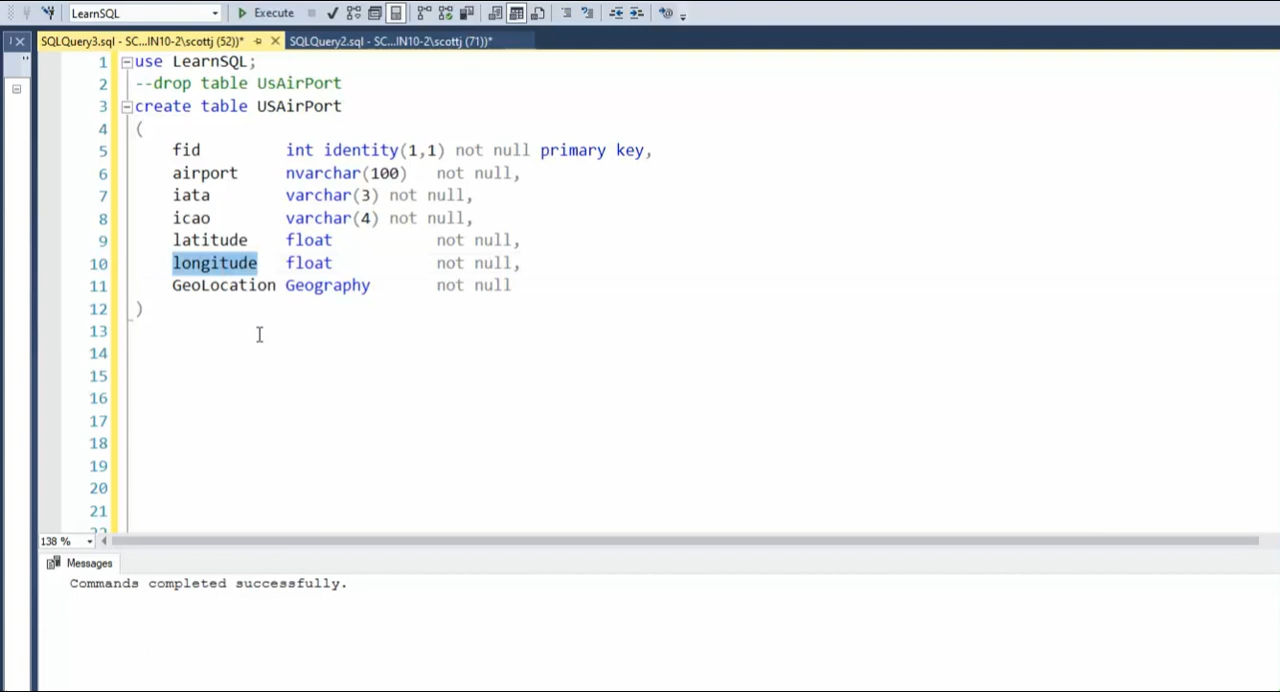 LearnSQL Execute
SQLQuery3.sql - SC...IN10-2\scottj (52))* SQLQuery2.sql - SC...IN10-2\scottj (71))*
1 use LearnSQL;
2 --drop table UsAirPort
3 create table USAirPort
4 (
5 fid int identity(1,1) not null primary key,
6 airport nvarchar(100) not null,
7 iata varchar(3) not null,
8 icao varchar(4) not null,
9 latitude float not null,
10 longitude float not null,
11 GeoLocation Geography not null
12 )
13
14
15
16
17
18
19
20
21
22
138 %
Messages
Commands completed successfully.